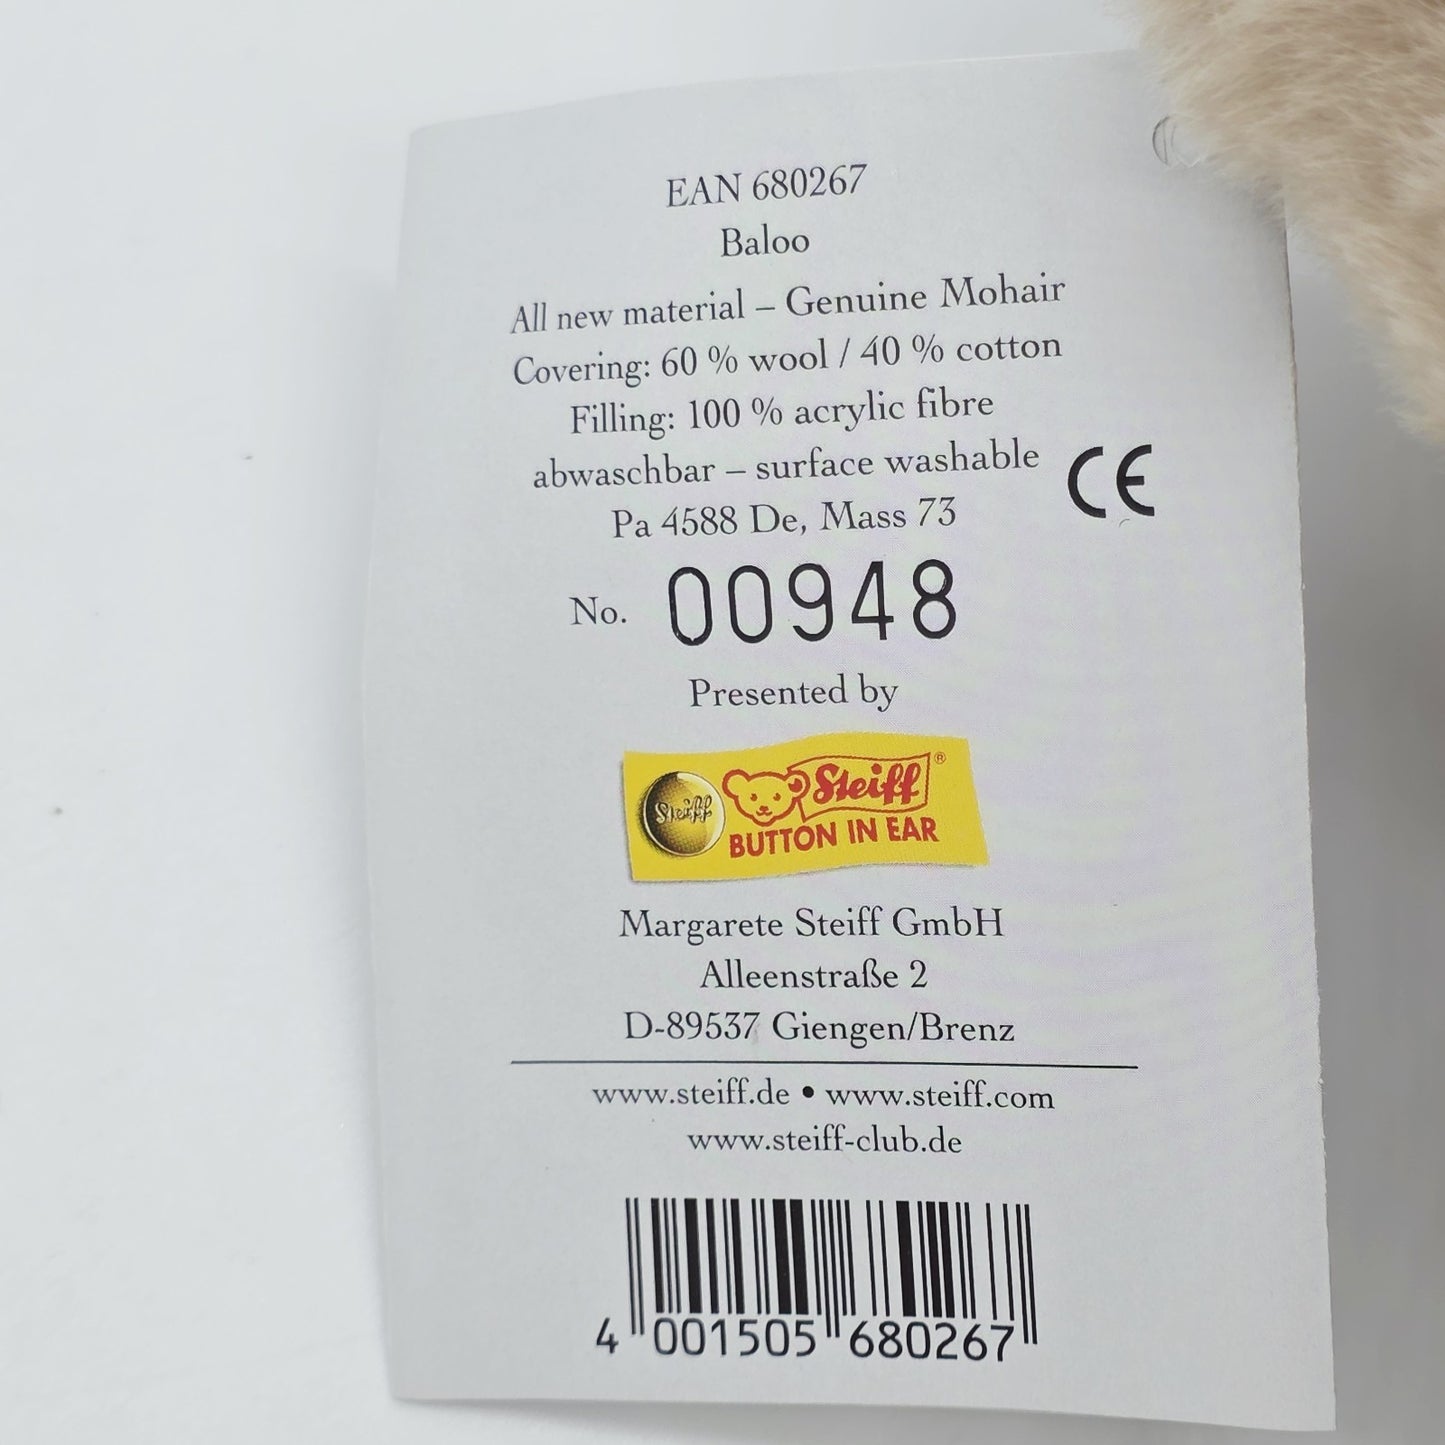 EAN 680267
Baloo
All new material – Genuine Mohair
Covering: 60 % wool / 40 % cotton
Filling: 100 % acrylic fibre
abwaschbar – surface washable CE
Pa 4588 De, Mass 73
No. 00948
Presented by
Steiff Steiff®
BUTTON IN EAR
Margarete Steiff GmbH
Alleenstraße 2
D-89537 Giengen/Brenz
www.steiff.de • www.steiff.com
www.steiff-club.de
4 001505 680267